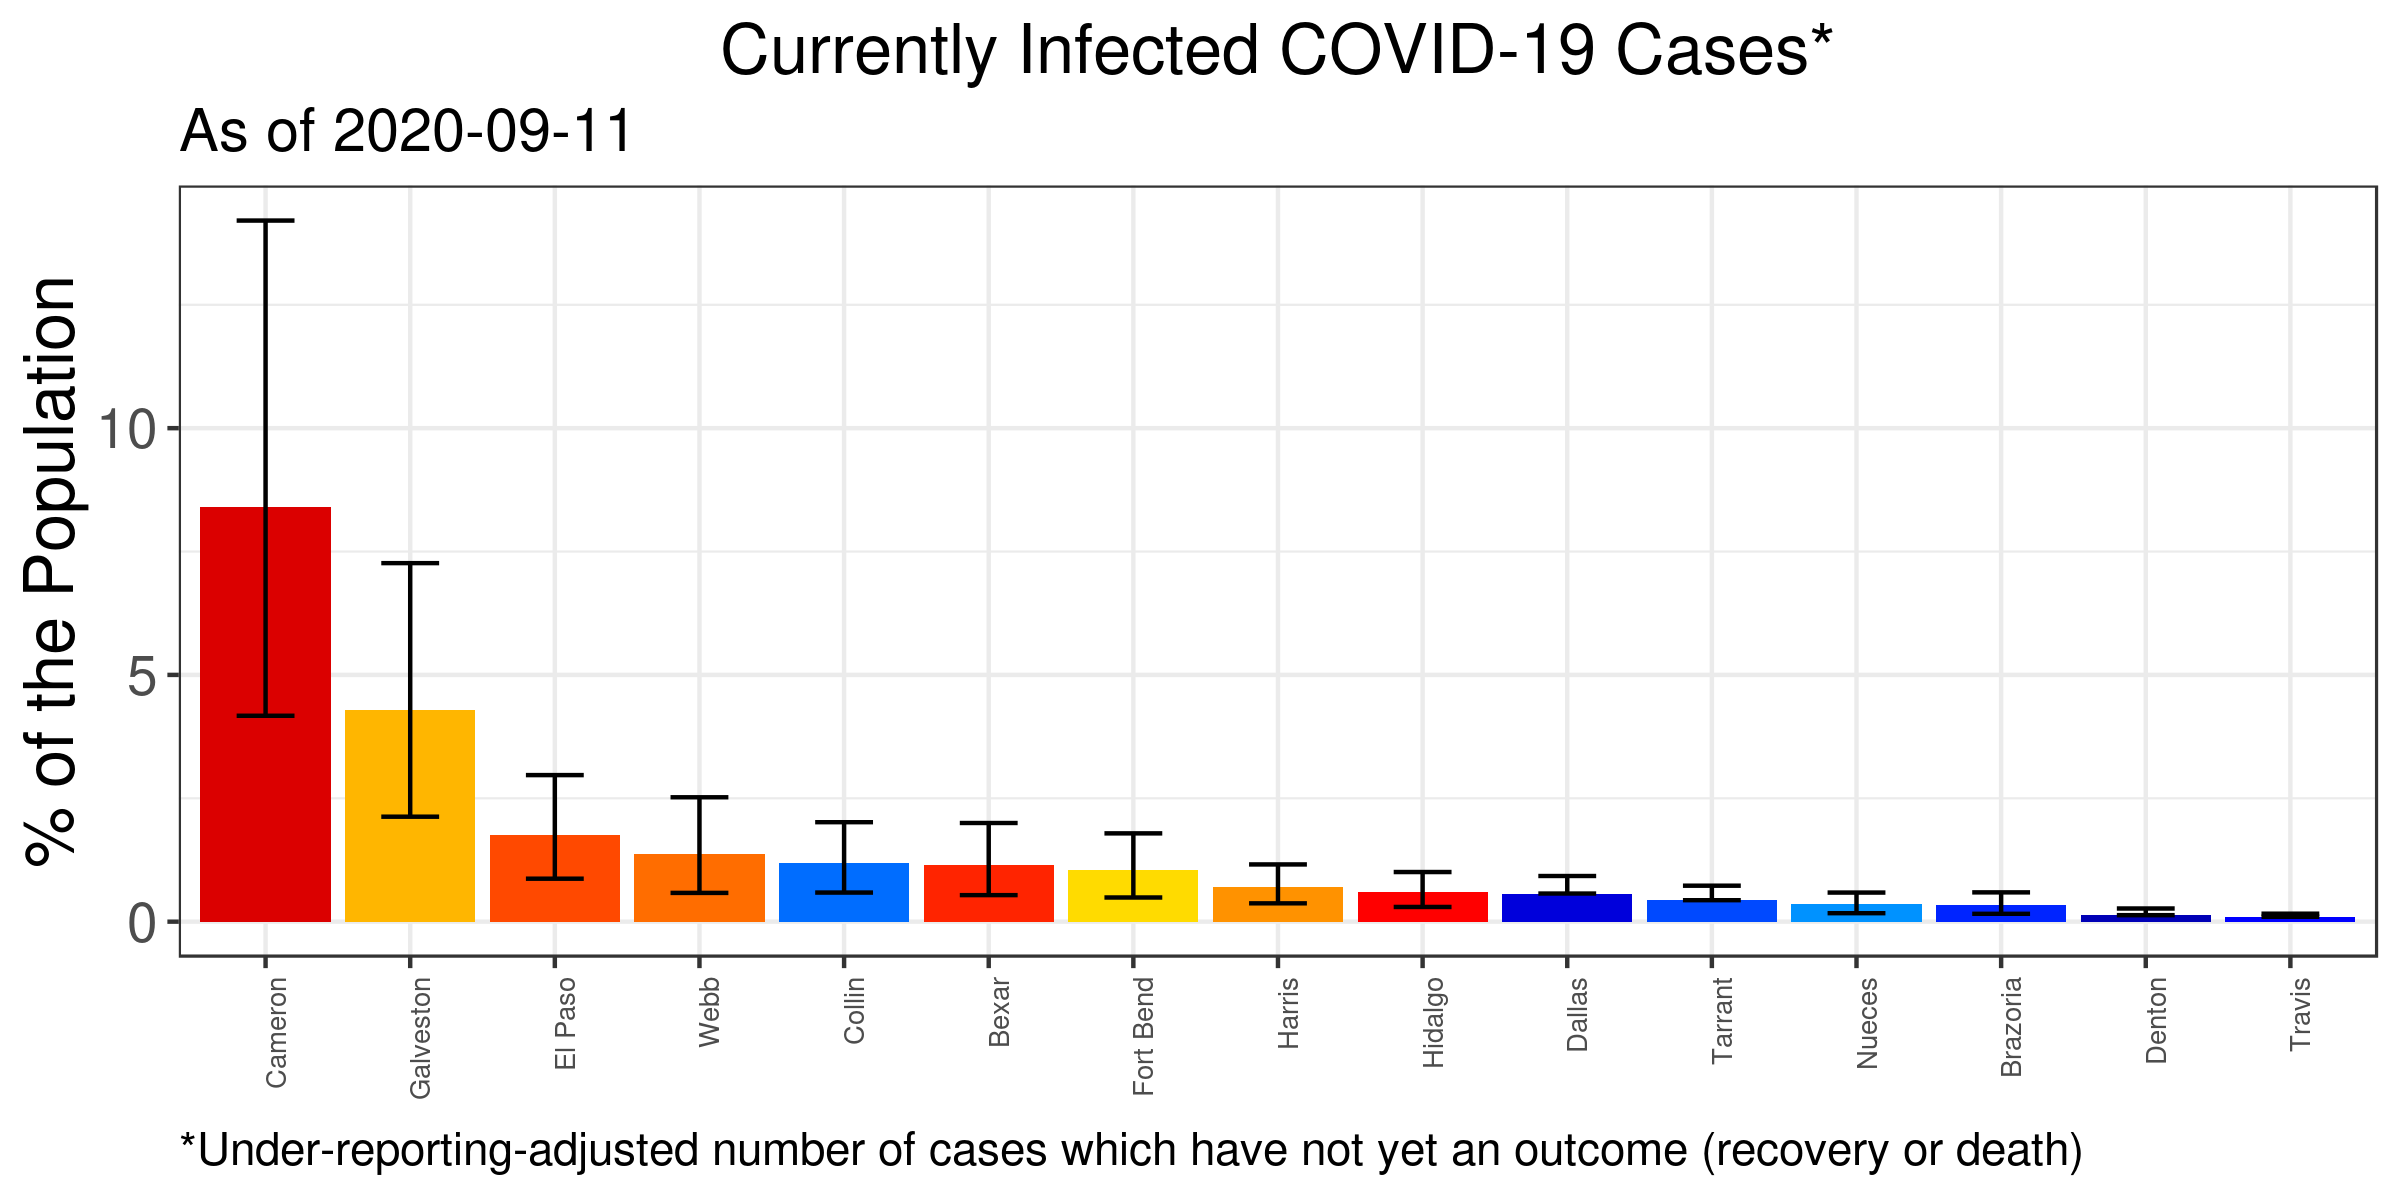 Currently Infected COVID-19 Cases*
As of 2020-09-11
% of the Population
10
5
0
Cameron
Galveston
El Paso
Webb
Collin
Bexar
Fort Bend
Harris
Hidalgo
Dallas
Tarrant
Nueces
Brazoria
Denton
Travis
*Under-reporting-adjusted number of cases which have not yet an outcome (recovery or death)